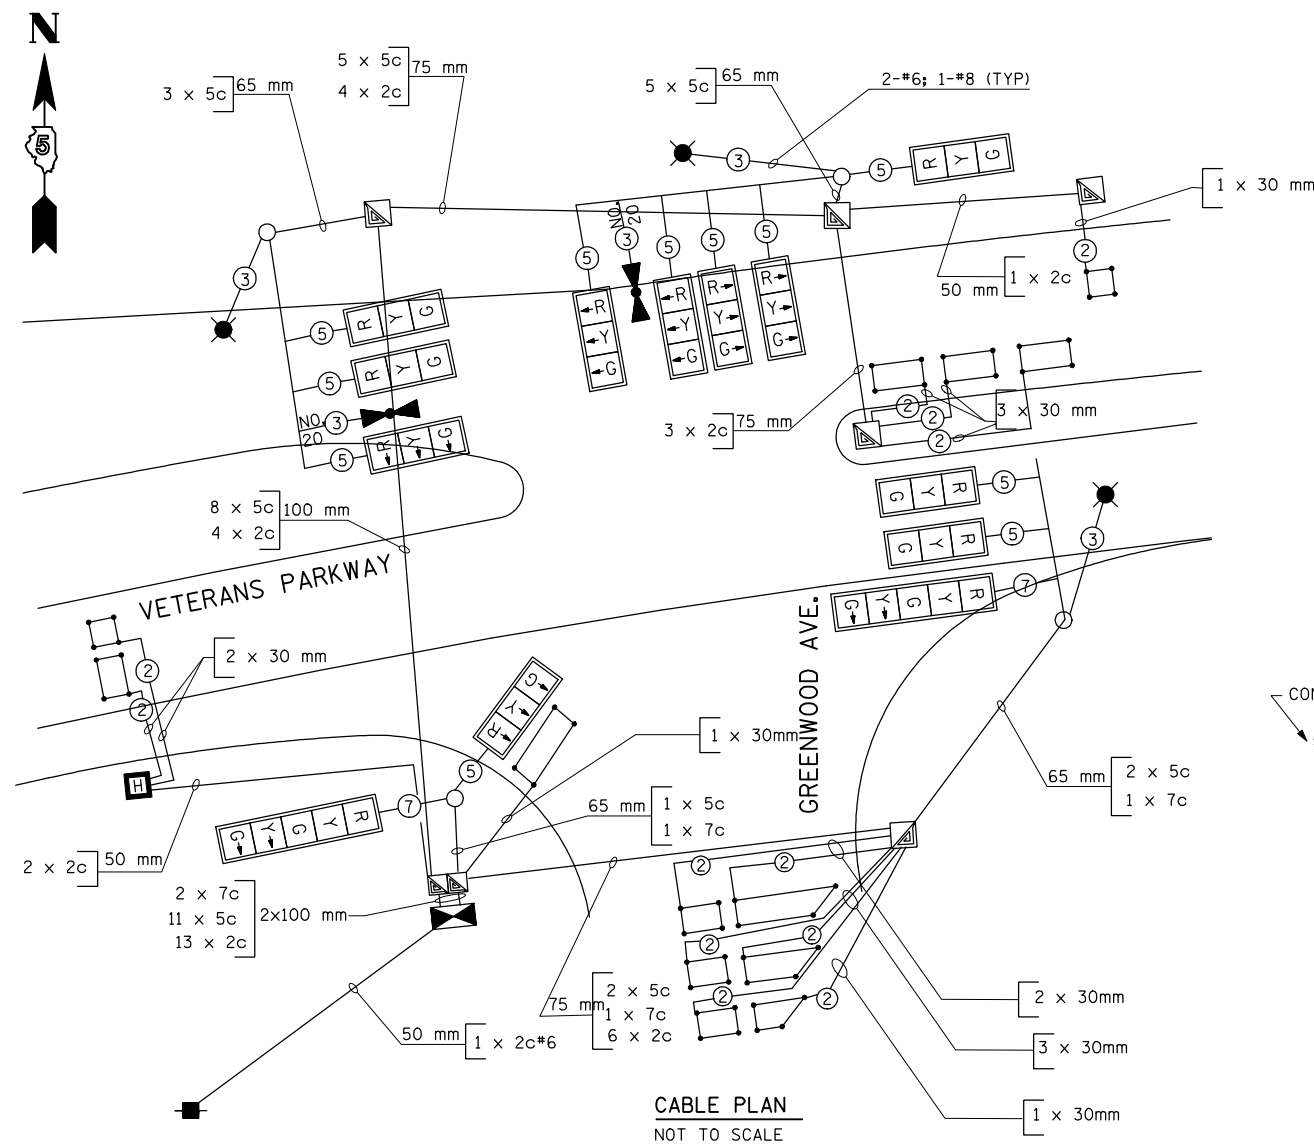 N
5
3 x 5c 65 mm
5 x 5c
4 x 2c
75 mm
5 x 5c 65 mm
2-#6; 1-#8 (TYP)
3
5
R Y G
1 x 30 mm
NO.
20
3
5
3
5
5
5
2
1 x 2c
50 mm
5
R Y G
R
Y
G
R
Y
G
R
Y
G
R
Y
G
5
R Y G
NO.
20
3
5
R Y G
3 x 2c 75 mm
2
2
2
3 x 30 mm
8 x 5c
4 x 2c
100 mm
R Y G
5
R Y G
5
3
R Y G Y G
7
VETERANS PARKWAY
GREENWOOD AVE.
2
2
2 x 30 mm
G
Y
R
5
1 x 30mm
CON
H
R Y G Y G
7
65 mm
1 x 5c
1 x 7c
65 mm
2 x 5c
1 x 7c
2 x 2c 50 mm
2 x 7c
11 x 5c
13 x 2c
2x100 mm
2
2
2
2
2
2
75 mm
2 x 5c
1 x 7c
6 x 2c
2 x 30mm
50 mm
1 x 2c#6
3 x 30mm
1 x 30mm
CABLE PLAN
NOT TO SCALE